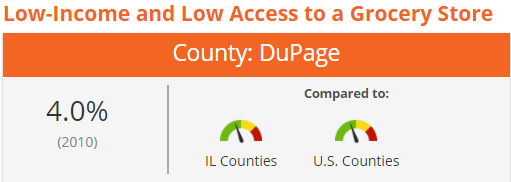 Low-Income and Low Access to a Grocery Store
County: DuPage
4.0%
(2010)
Compared to:
IL Counties
U.S. Counties